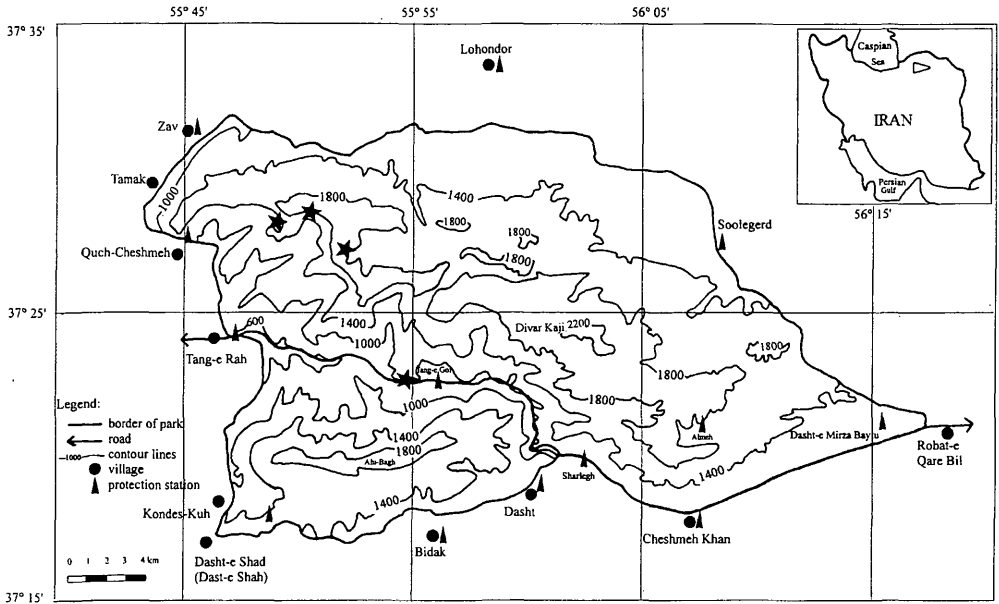 55° 45' 55° 55' 56° 05'
37° 35'
Lohondor
Caspian
Sea
IRAN
Persian
Gulf
56° 15'
Zav
Tamak
1000
1800
1400
1800
1800
1800
Soolegerd
Quch-Cheshmeh
37° 25'
600
1400
1000
Divar Kaji 2200
Tang-e Rah
1800
Tang-e Gol
1800
1800
1000
1400
1800
Ahi-Bagh
Almeh
Dasht-e Mirza Baylu
Robat-e
Qare Bil
1400
Sharlegh
1400
Legend:
border of park
road
1000 contour lines
village
protection station
Kondes-Kuh
Dasht
Cheshmeh Khan
Bidak
Dasht-e Shad
(Dast-e Shah)
0 1 2 3 4 km
37° 15'